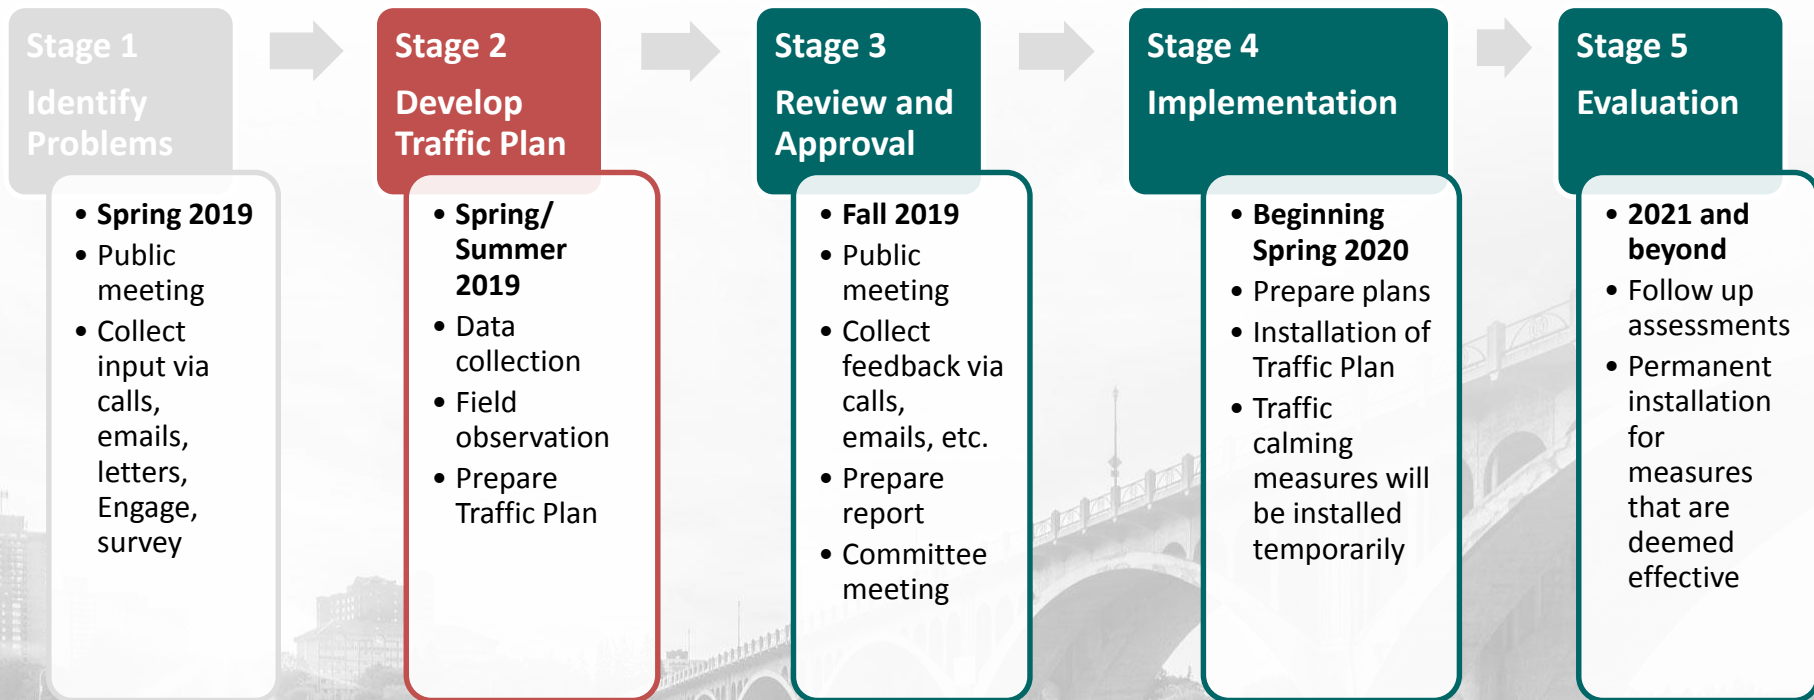 Stage 1
Identify
Problems
• Spring 2019
• Public
meeting
• Collect
input via
calls,
emails,
letters,
Engage,
survey
Stage 2
Develop
Traffic Plan
• Spring/
Summer
2019
• Data
collection
• Field
observation
• Prepare
Traffic Plan
Stage 3
Review and
Approval
• Fall 2019
• Public
meeting
• Collect
feedback via
calls,
emails, etc.
• Prepare
report
• Committee
meeting
Stage 4
Implementation
• Beginning
Spring 2020
• Prepare plans
• Installation of
Traffic Plan
• Traffic
calming
measures will
be installed
temporarily
Stage 5
Evaluation
• 2021 and
beyond
• Follow up
assessments
• Permanent
installation
for
measures
that are
deemed
effective